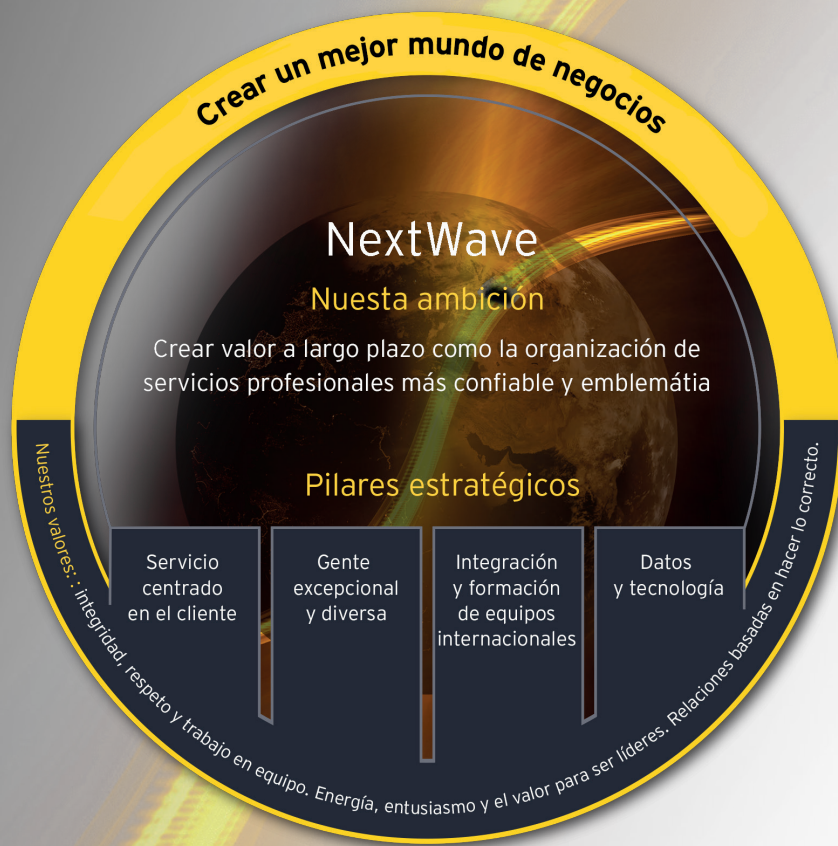 Crear un mejor mundo de negocios
NextWave
Nuesta ambición
Crear valor a largo plazo como la organización de
servicios profesionales más confiable y emblemátia
Pilares estratégicos
Servicio
centrado
en el cliente
Gente
excepcional
y diversa
Integración
y formación
de equipos
internacionales
Datos
y tecnología
Nuestros valores: : integridad, respeto y trabajo en equipo. Energía, entusiasmo y el valor para ser líderes. Relaciones basadas en hacer lo correcto.